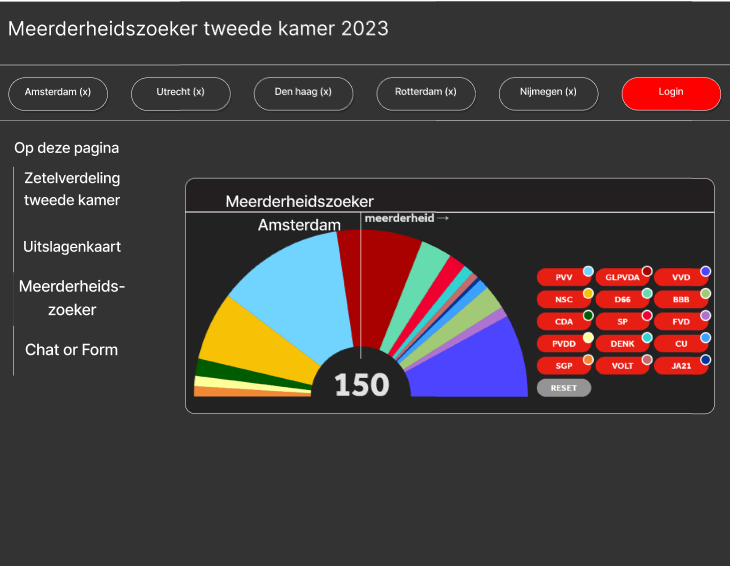 Meerderheidszoeker tweede kamer 2023
Amsterdam (x)
Utrecht (x)
Den haag (x)
Rotterdam (x)
Nijmegen (x)
Login
Op deze pagina
Zetelverdeling
tweede kamer
Uitslagenkaart
Meerderheids-
zoeker
Chat or Form
Meerderheidszoeker
Amsterdam
meerderheid →
150
PVV
GLPVDA
VVD
NSC
D66
BBB
CDA
SP
FVD
PVDD
DENK
CU
SGP
VOLT
JA21
RESET